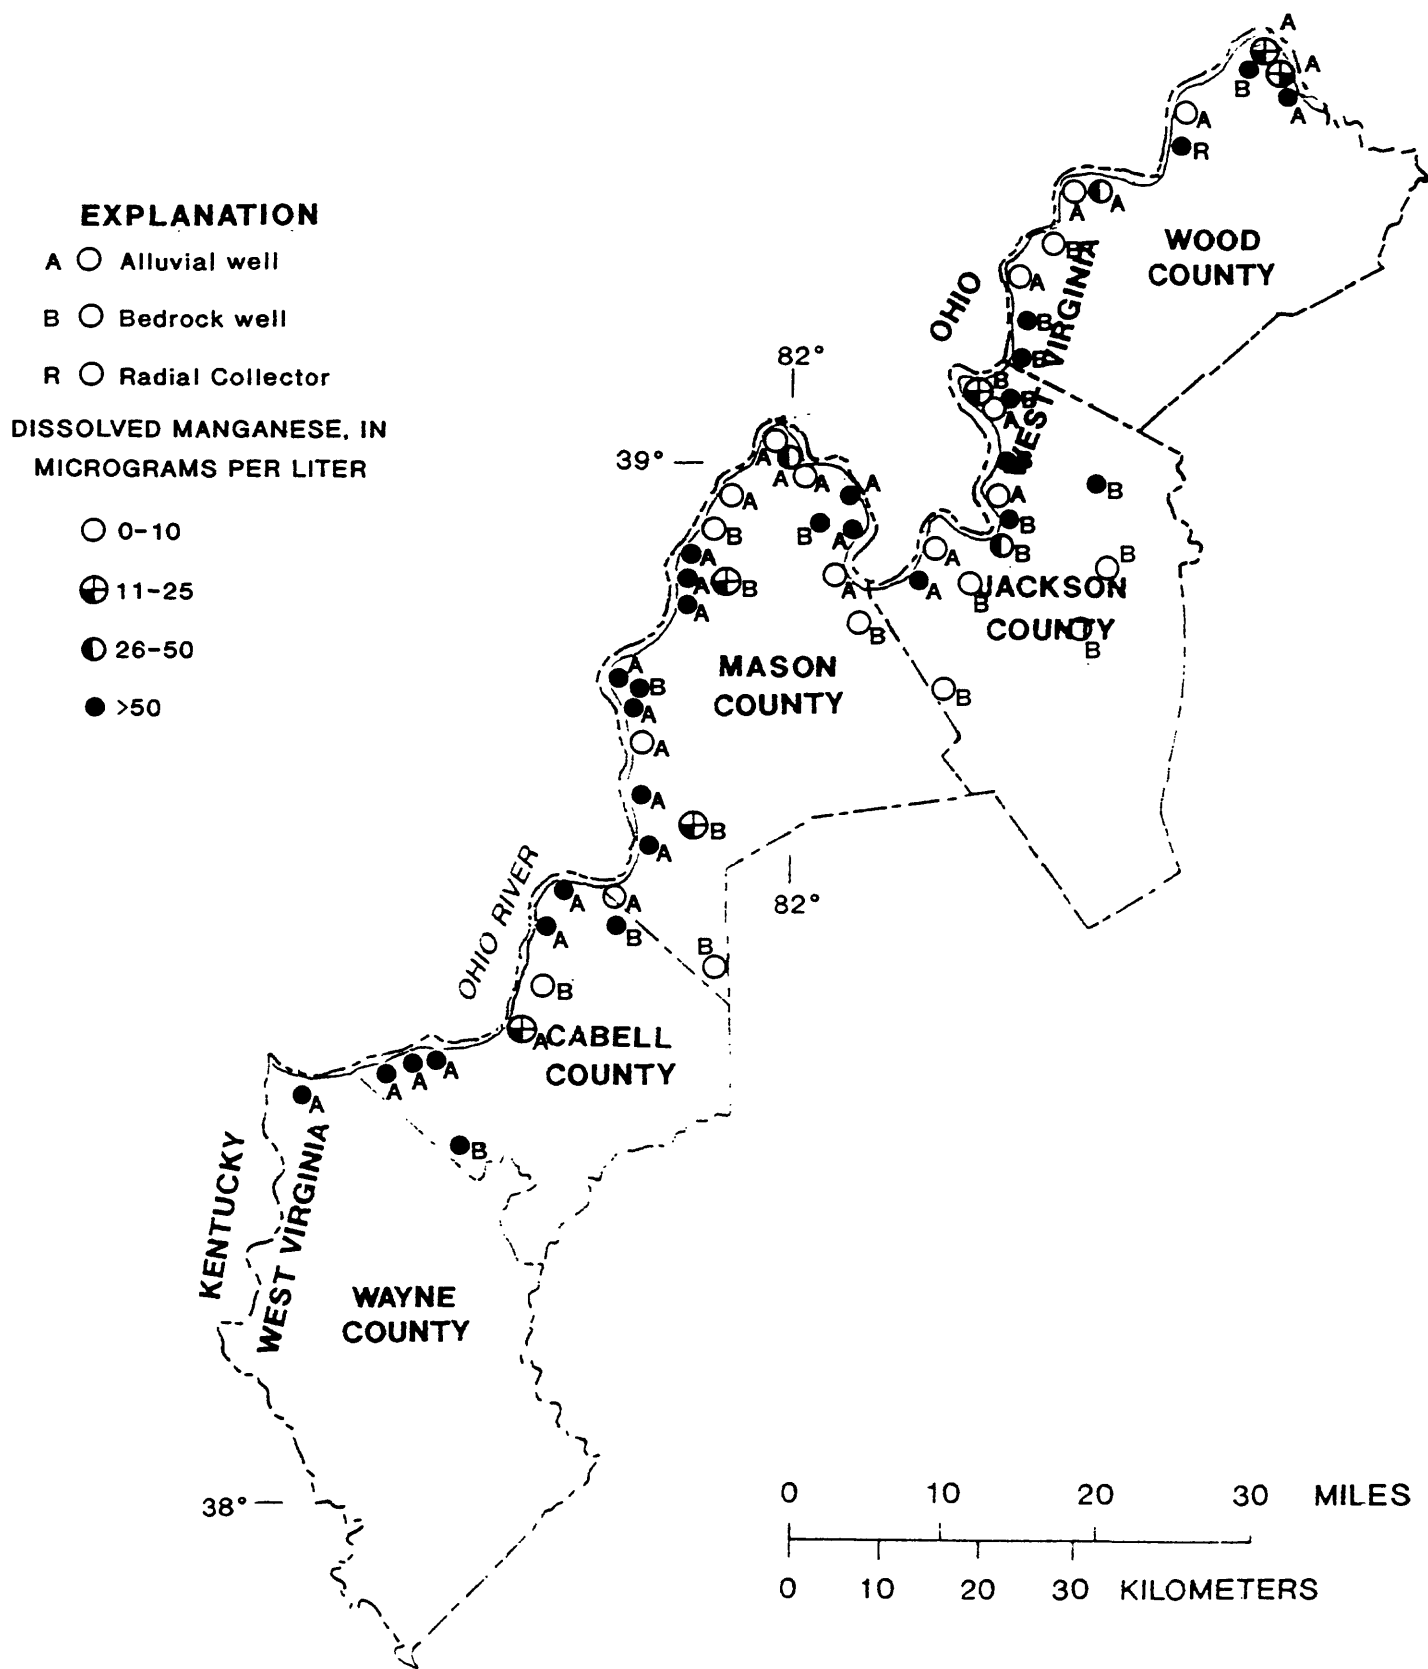 EXPLANATION
A Alluvial well
B Bedrock well
R Radial Collector
DISSOLVED MANGANESE, IN
MICROGRAMS PER LITER
0-10
11-25
26-50
>50
A
A
B
A
A
R
A
A
WOOD
COUNTY
B
A
OHIO
WEST VIRGINIA
B
B
82°
B
B
A
39°
A
A
A
A
B
A
B
A
B
B
A
B
A
B
A
A
B
A
A
B
B
JACKSON
COUNTY
B
B
A
B
MASON
COUNTY
B
A
A
A
B
A
OHIO RIVER
82°
A
A
A
B
B
B
A
CABELL
COUNTY
A
A
A
A
B
KENTUCKY
WEST VIRGINIA
WAYNE
COUNTY
38°
0 10 20 30 MILES
0 10 20 30 KILOMETERS